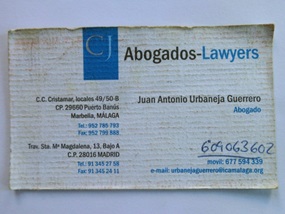 CJ
Abogados-Lawyers
C.C. Cristamar, locales 49/50-B
CP. 29660 Puerto Banús
Marbella, MÁLAGA
Tel: 952 785 793
Fax: 952 799 888
Trav. Sta. Mª Magdalena, 13, Bajo A
C.P. 28016 MADRID
Tel: 91 345 27 58
Fax: 91 345 24 11
Juan Antonio Urbaneja Guerrero
Abogado
609063602
movil: 677 594 339
e-mail: urbanejaguerrero@icamalaga.org